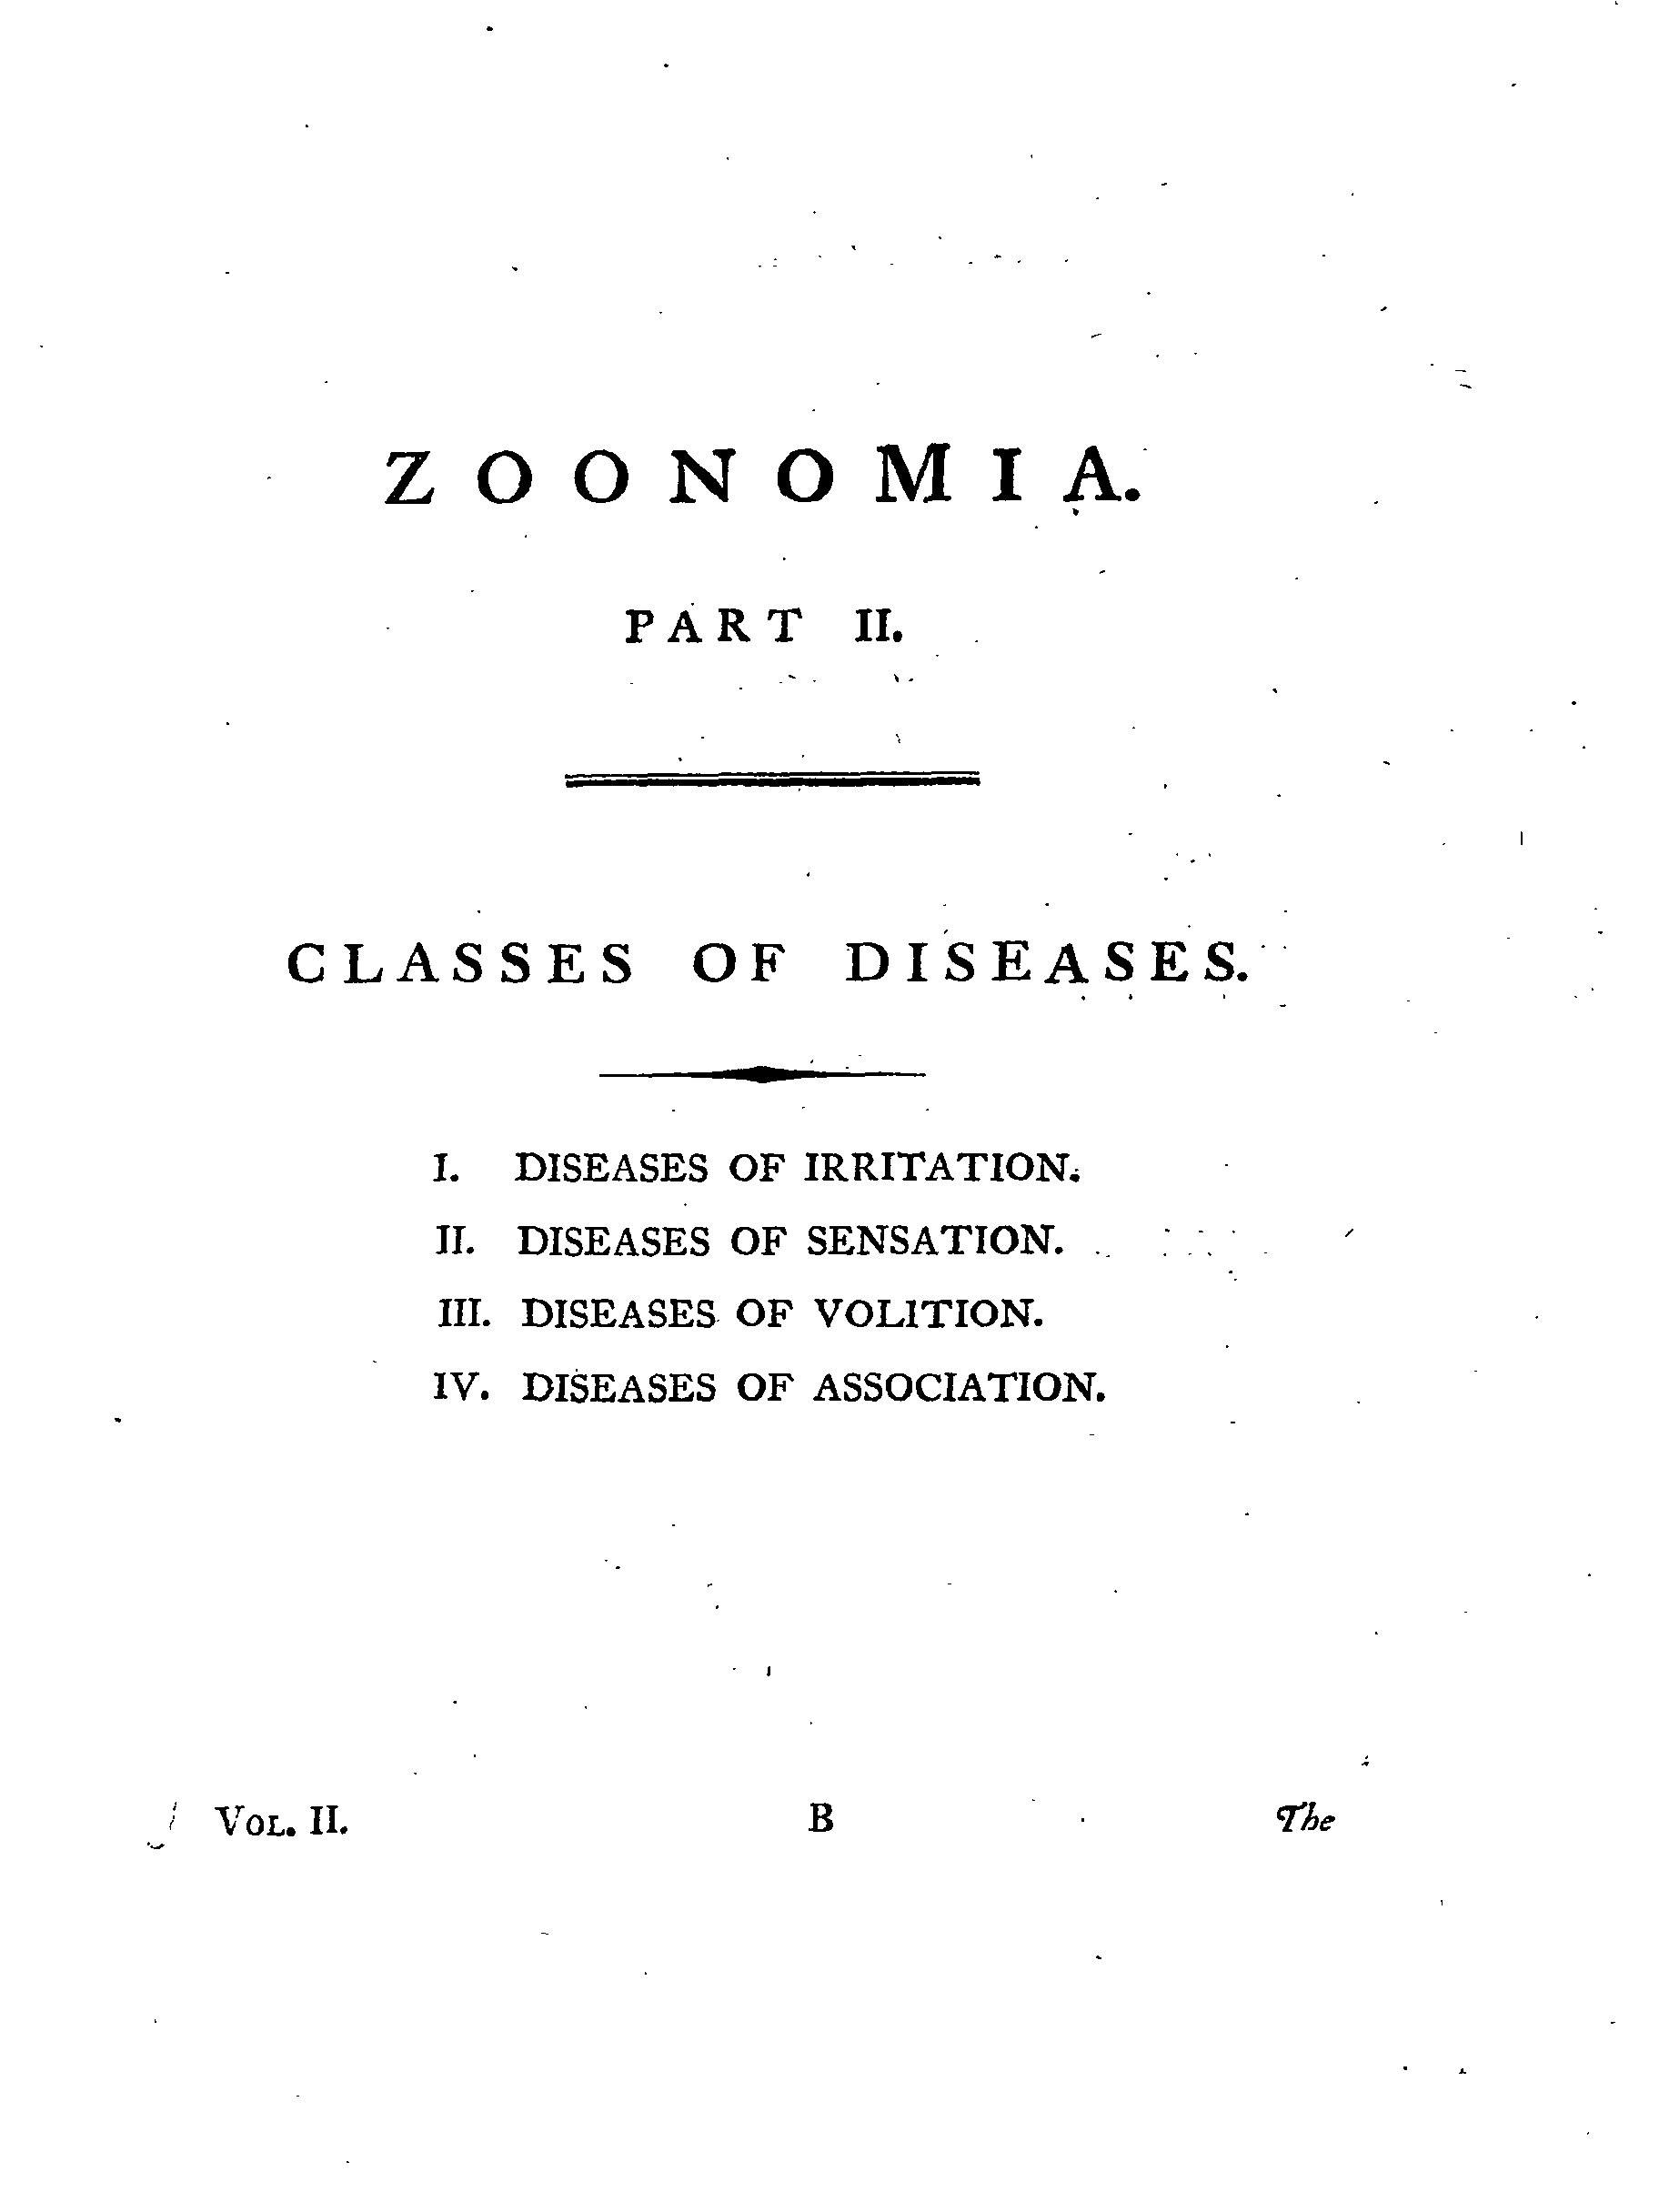 ZOONOMIA.
PART II.
CLASSES OF DISEASES.
I. DISEASES OF IRRITATION.
II. DISEASES OF SENSATION.
III. DISEASES OF VOLITION.
IV. DISEASES OF ASSOCIATION.
VOL. II. B The